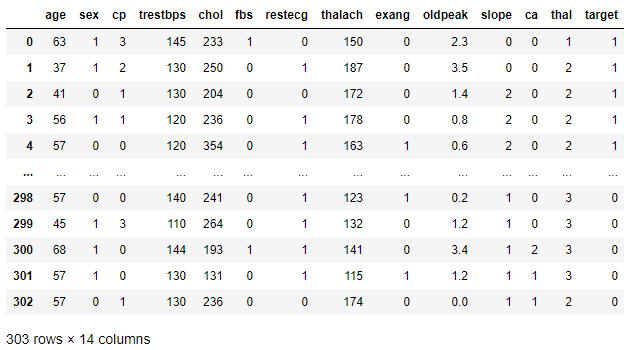 age sex cp trestbps chol fbs restecg thalach exang oldpeak slope ca thal target
0 63 1 3 145 233 1 0 150 0 2.3 0 0 1 1
1 37 1 2 130 250 0 1 187 0 3.5 0 0 2 1
2 41 0 1 130 204 0 0 172 0 1.4 2 0 2 1
3 56 1 1 120 236 0 1 178 0 0.8 2 0 2 1
4 57 0 0 120 354 0 1 163 1 0.6 2 0 2 1
... ... ... ... ... ... ... ... ... ... ... ... ... ... ...
298 57 0 0 140 241 0 1 123 1 0.2 1 0 3 0
299 45 1 3 110 264 0 1 132 0 1.2 1 0 3 0
300 68 1 0 144 193 1 1 141 0 3.4 1 2 3 0
301 57 1 0 130 131 0 1 115 1 1.2 1 1 3 0
302 57 0 1 130 236 0 0 174 0 0.0 1 1 2 0
303 rows × 14 columns